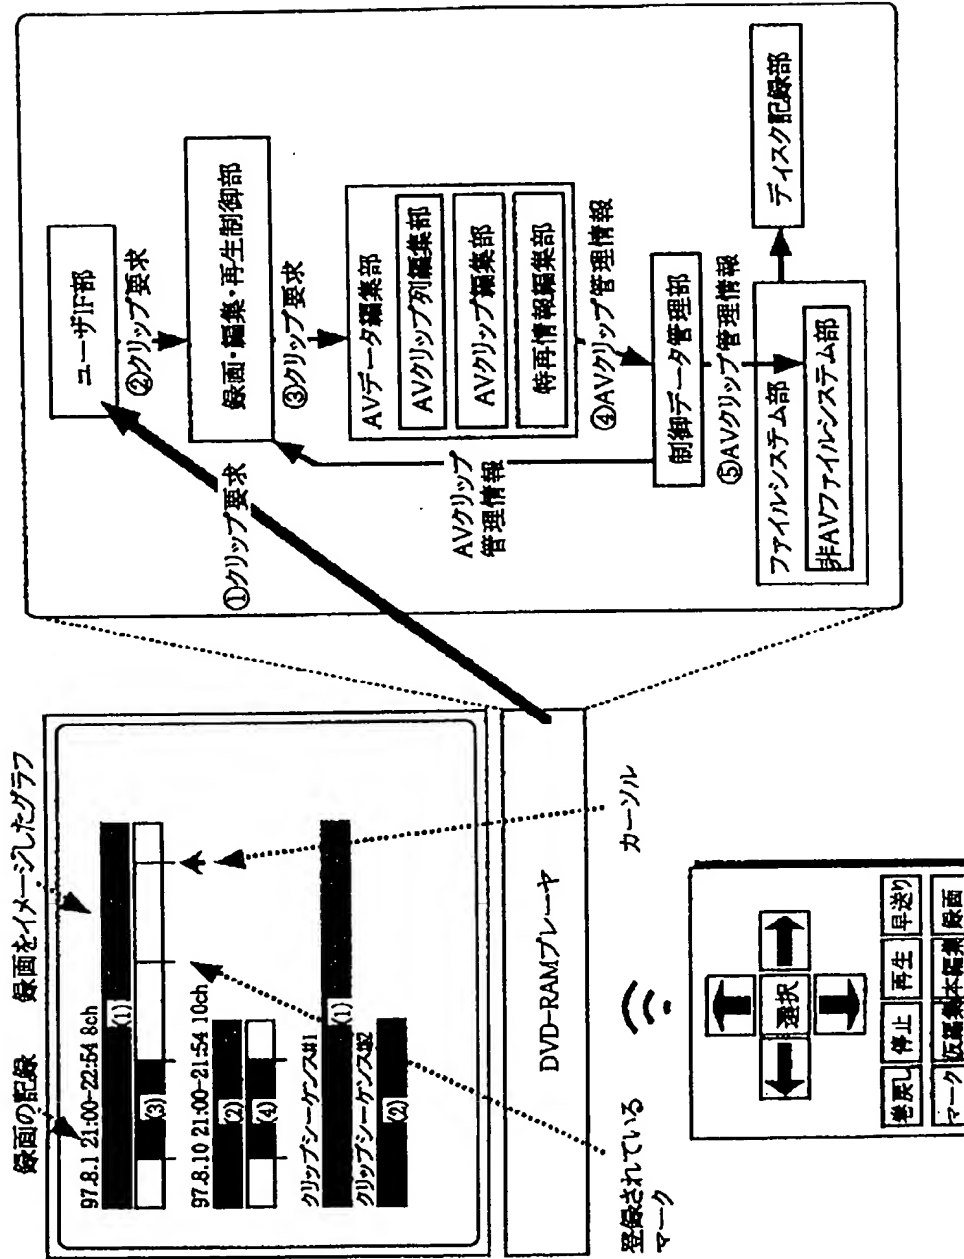 録画の記録
録画をイメージしたグラフ
97.8.1 21:00-22:54 8ch
(1)
(3)
97.8.10 21:00-21:54 10ch
(2)
(4)
クリップシーケンス#1
(1)
クリップシーケンス#2
(2)
DVD-RAMプレーヤ
登録されている
マーク
カーソル
選択
巻戻し
停止
再生
早送り
マーク
仮編集
本編集
録画
ユーザIF部
①クリップ要求
②クリップ要求
録画・編集・再生制御部
③クリップ要求
AVデータ編集部
AVクリップ列編集部
AVクリップ編集部
特再情報編集部
AVクリップ
管理情報
④AVクリップ管理情報
制御データ管理部
⑤AVクリップ管理情報
ファイルシステム部
非AVファイルシステム部
ディスク記録部